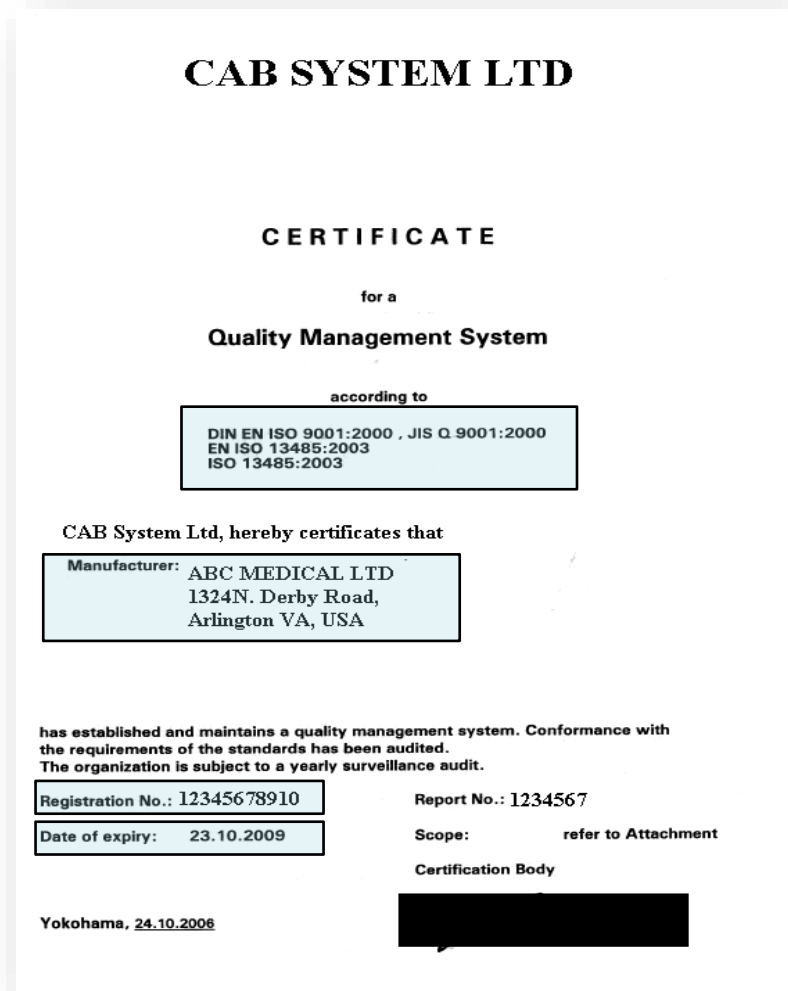 CAB SYSTEM LTD
CERTIFICATE
for a
Quality Management System
according to
DIN EN ISO 9001:2000 , JIS Q 9001:2000
EN ISO 13485:2003
ISO 13485:2003
CAB System Ltd, hereby certificates that
Manufacturer: ABC MEDICAL LTD
1324N. Derby Road,
Arlington VA, USA
has established and maintains a quality management system. Conformance with
the requirements of the standards has been audited.
The organization is subject to a yearly surveillance audit.
Registration No.: 12345678910
Report No.: 1234567
Date of expiry: 23.10.2009
Scope: refer to Attachment
Certification Body
Yokohama, 24.10.2006